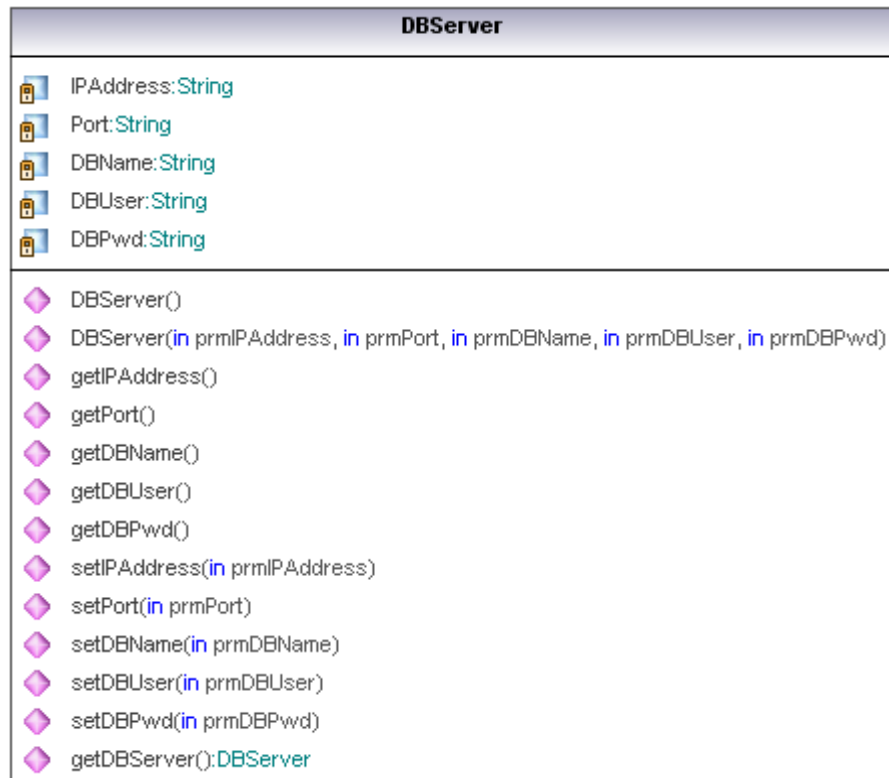 DBServer
IPAddress:String
Port:String
DBName:String
DBUser:String
DBPwd:String
DBServer()
DBServer(in prmIPAddress, in prmPort, in prmDBName, in prmDBUser, in prmDBPwd)
getIPAddress()
getPort()
getDBName()
getDBUser()
getDBPwd()
setIPAddress(in prmIPAddress)
setPort(in prmPort)
setDBName(in prmDBName)
setDBUser(in prmDBUser)
setDBPwd(in prmDBPwd)
getDBServer():DBServer